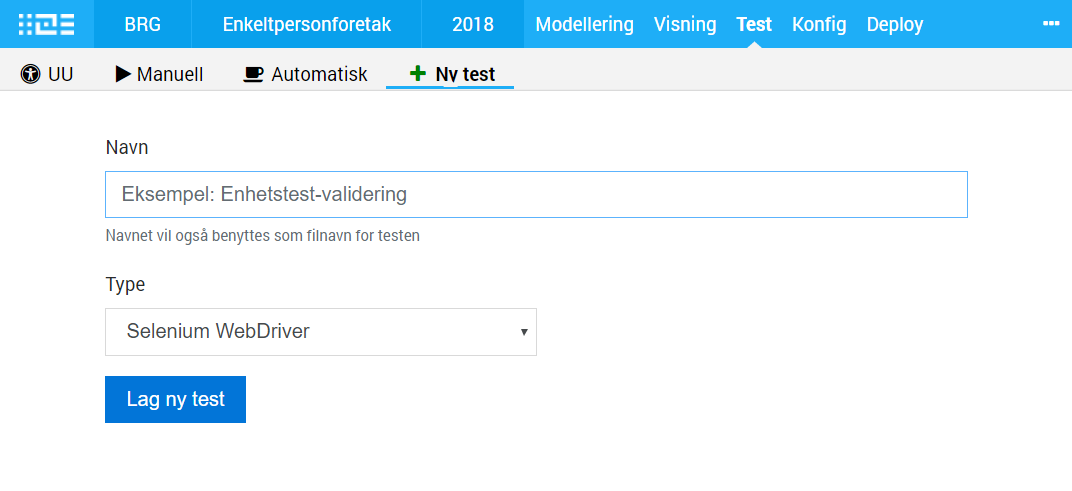 BRG Enkeltpersonforetak 2018 Modellering Visning Test Konfig Deploy
UU Manuell Automatisk Ny test
Navn
Eksempel: Enhetstest-validering
Navnet vil også benyttes som filnavn for testen
Type
Selenium WebDriver
Lag ny test